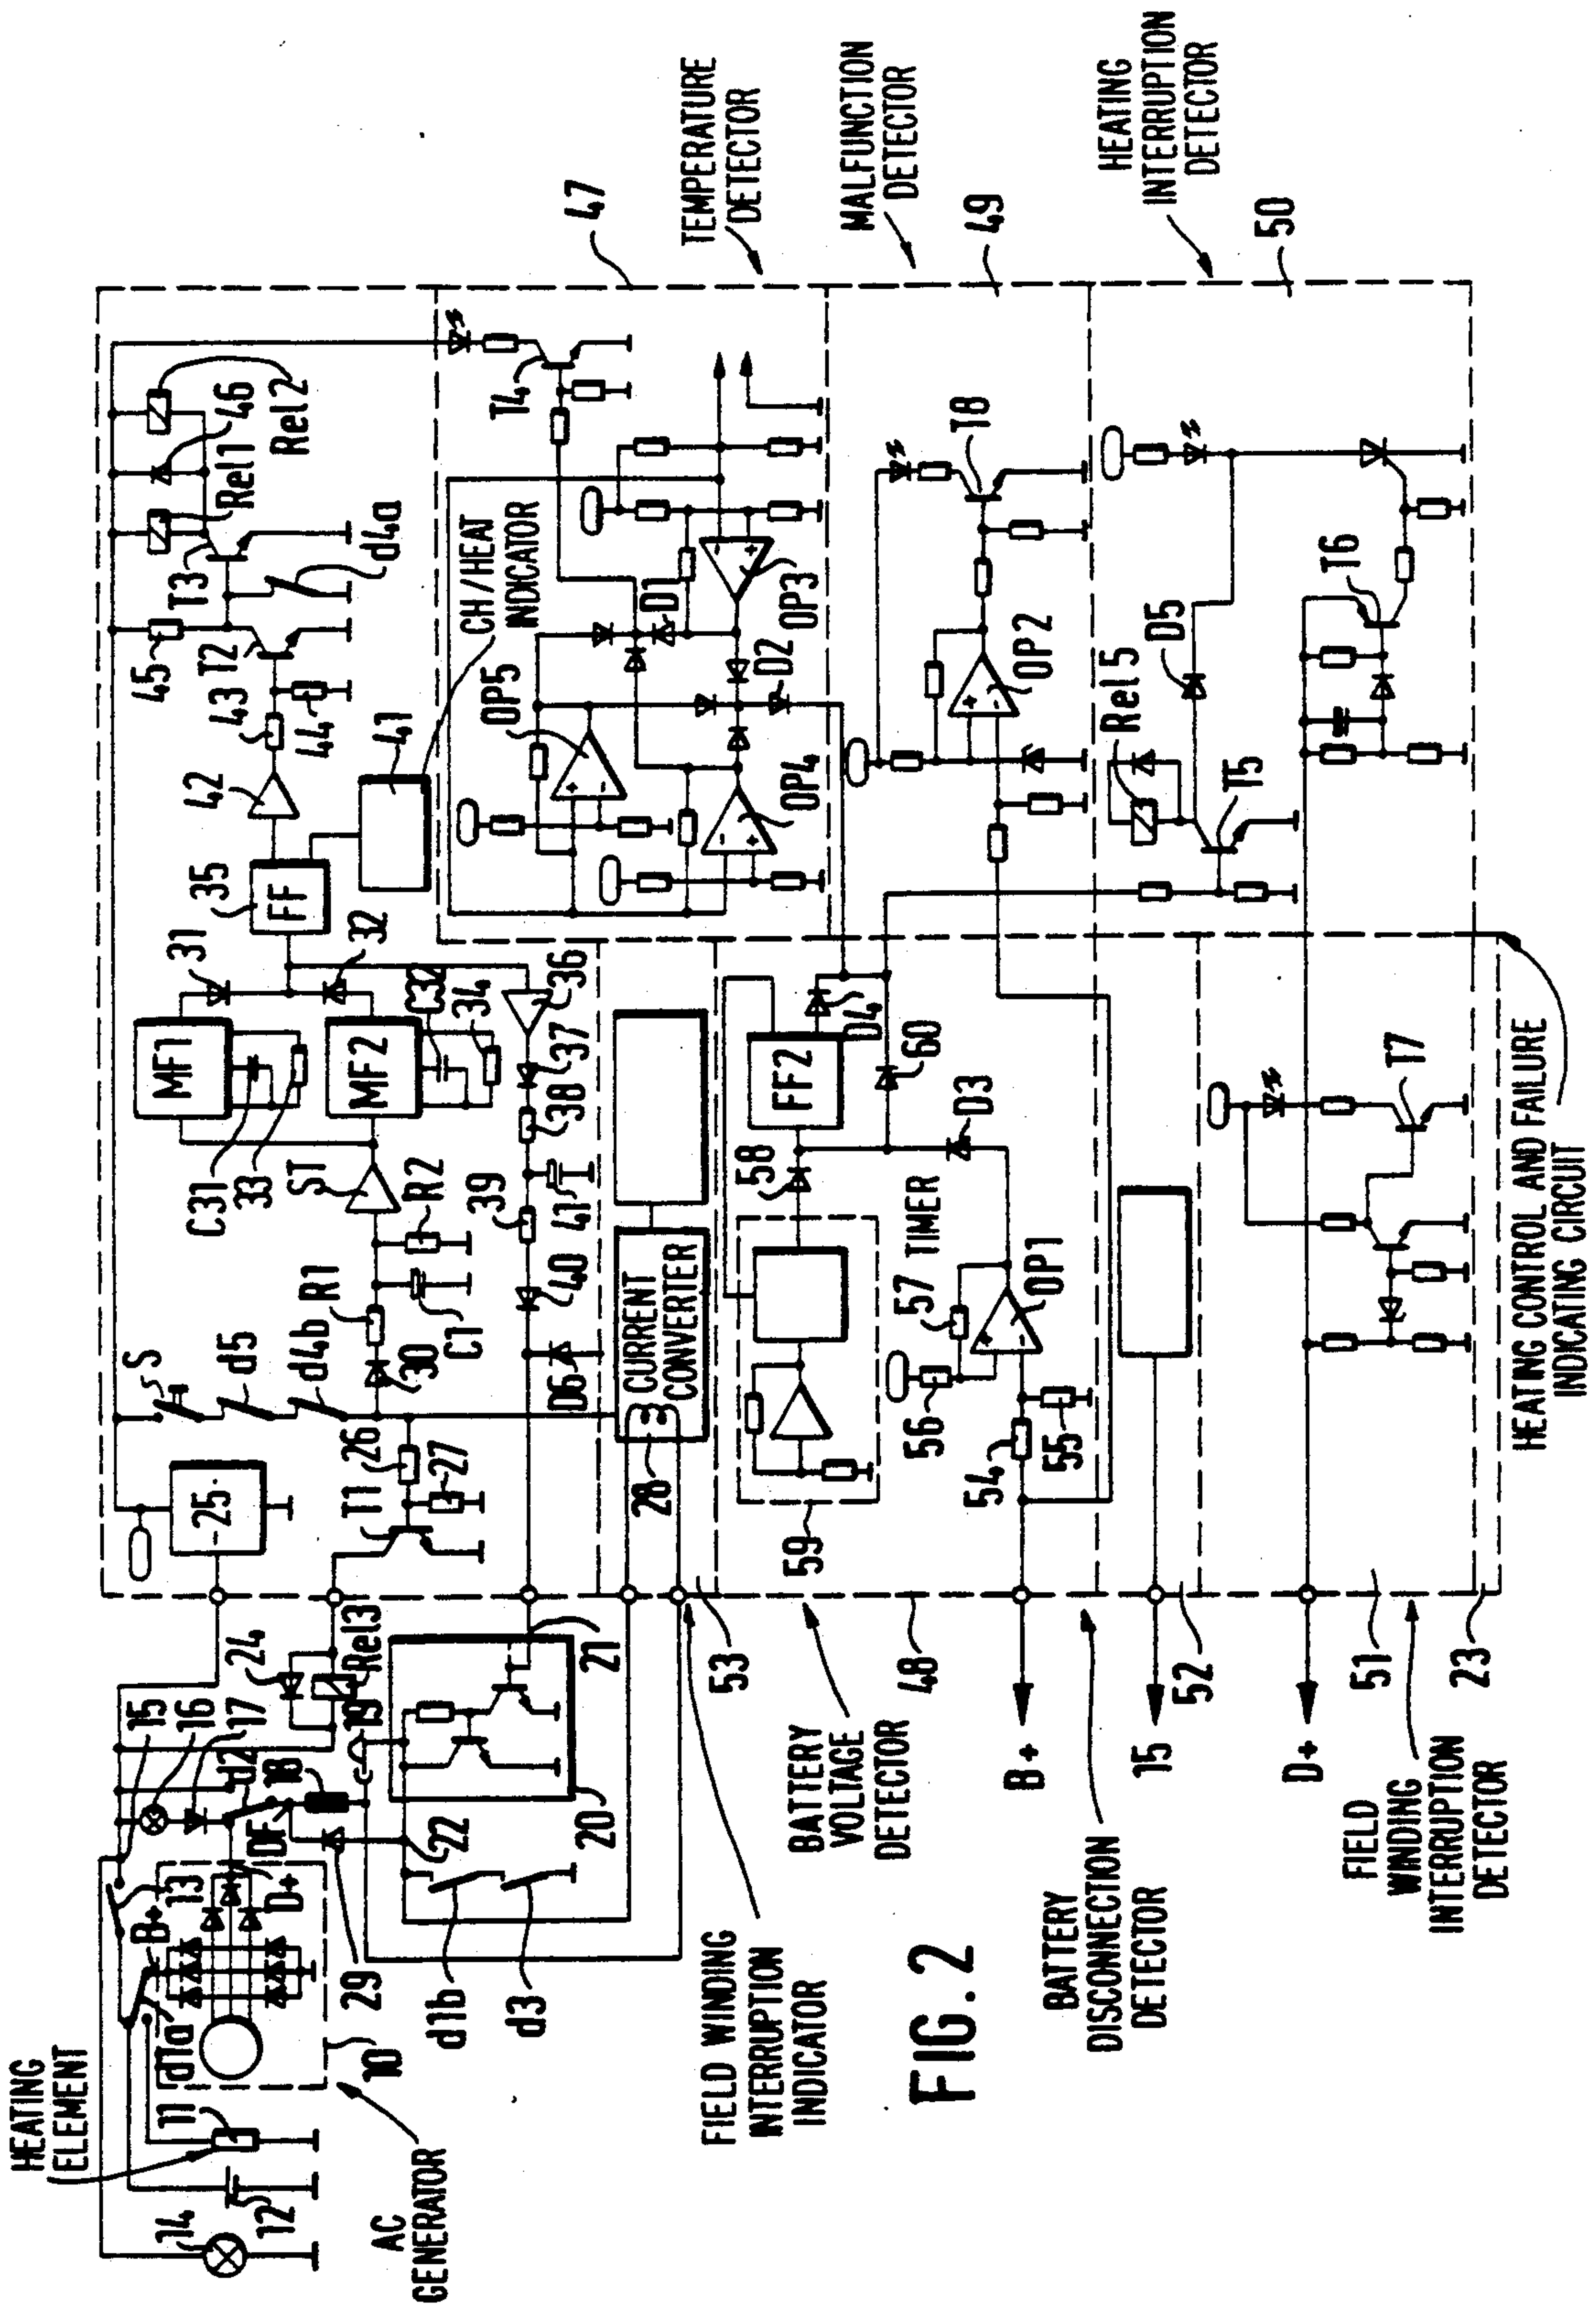 HEATING
ELEMENT
14
12
11
d1a
10
AC
GENERATOR
B+
13
D+
DF
15
16
17
d2
18
24
Rel3
19
29
22
20
21
d1b
d3
25
S
d5
d4b
26
27
T1
30
R1
C1
R2
ST
MF1
C31
33
MF2
C32
34
31
32
35
FF
42
43
44
45
T2
T3
d4a
Rel1
46
Rel2
41
CH/HEAT
INDICATOR
36
37
38
39
41
40
D6
CURRENT
CONVERTER
28
53
FIELD WINDING
INTERRUPTION
INDICATOR
47
TEMPERATURE
DETECTOR
T4
OP5
OP4
OP3
D1
D2
MALFUNCTION
DETECTOR
49
T8
OP2
HEATING
INTERRUPTION
DETECTOR
50
Rel5
D5
T5
T6
59
58
TIMER
FF2
D4
60
D3
57
56
54
55
OP1
48
BATTERY
VOLTAGE
DETECTOR
B+
BATTERY
DISCONNECTION
DETECTOR
15
52
D+
51
23
FIELD
WINDING
INTERRUPTION
DETECTOR
T7
HEATING CONTROL AND FAILURE
INDICATING CIRCUIT
FIG. 2